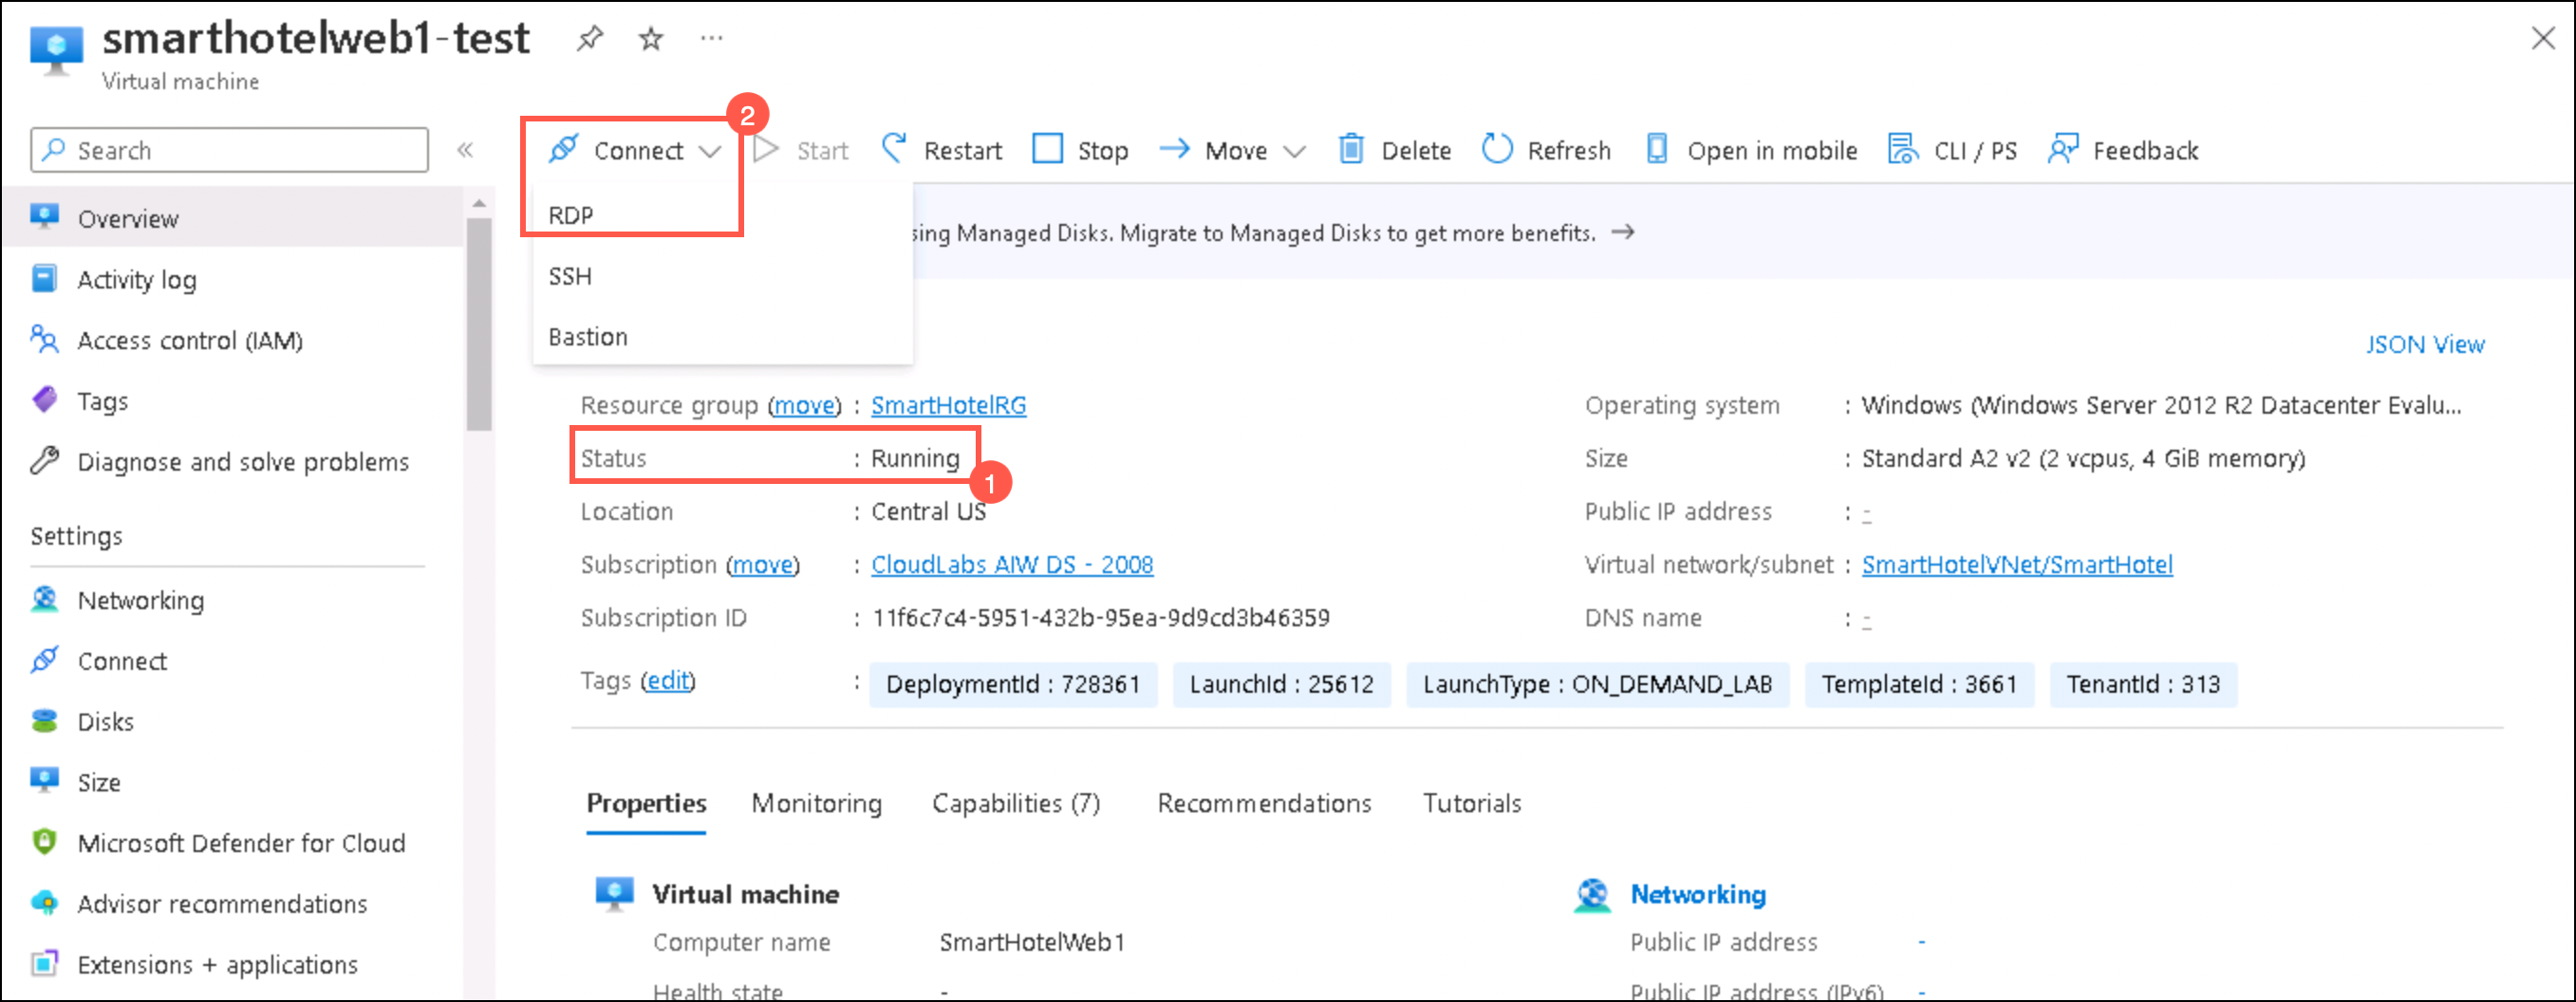 smarthotelweb1-test
Virtual machine
2
Search
Connect
Start
Restart
Stop
Move
Delete
Refresh
Open in mobile
CLI / PS
Feedback
RDP
SSH
Bastion
sing Managed Disks. Migrate to Managed Disks to get more benefits.
Overview
Activity log
Access control (IAM)
Tags
Diagnose and solve problems
Settings
Networking
Connect
Disks
Size
Microsoft Defender for Cloud
Advisor recommendations
Extensions + applications
JSON View
Resource group (move) : SmartHotelRG
Status : Running
1
Location : Central US
Subscription (move) : CloudLabs AIW DS - 2008
Subscription ID : 11f6c7c4-5951-432b-95ea-9d9cd3b46359
Operating system : Windows (Windows Server 2012 R2 Datacenter Evalu...
Size : Standard A2 v2 (2 vcpus, 4 GiB memory)
Public IP address : -
Virtual network/subnet : SmartHotelVNet/SmartHotel
DNS name : -
Tags (edit) : DeploymentId : 728361 LaunchId : 25612 LaunchType : ON_DEMAND_LAB TemplateId : 3661 TenantId : 313
Properties
Monitoring
Capabilities (7)
Recommendations
Tutorials
Virtual machine
Computer name SmartHotelWeb1
Health state -
Networking
Public IP address -
Public IP address (IPv6) -